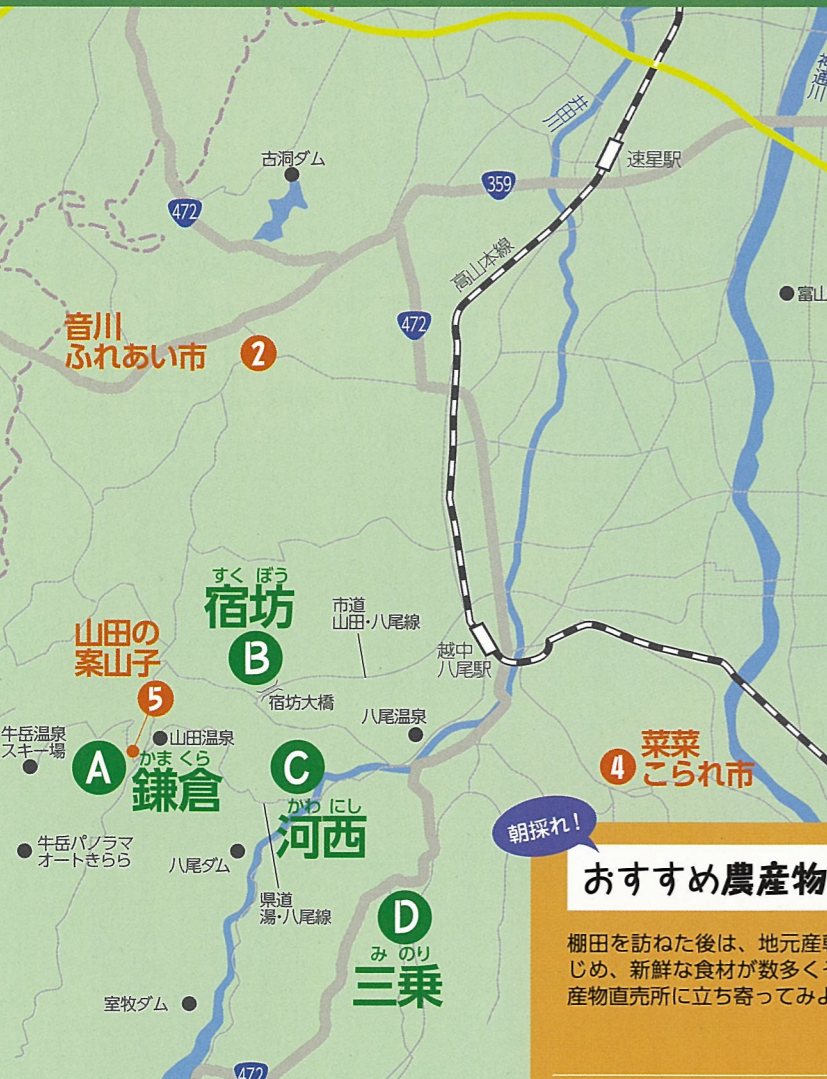 神通川
井田川
古洞ダム
速星駅
359
472
高山本線
富山
音川
ふれあい市
2
472
すく ぼう
宿坊
B
市道
山田・八尾線
山田の
案山子
5
越中
八尾駅
宿坊大橋
八尾温泉
牛岳温泉
スキー場
山田温泉
A
かま くら
鎌倉
C
かわ にし
河西
4
菜菜
こられ市
牛岳パノラマ
オートきらら
八尾ダム
県道
湯・八尾線
D
み のり
三乗
室牧ダム
472
朝採れ!
おすすめ農産物
棚田を訪ねた後は、地元産
じめ、新鮮な食材が数多く
産物直売所に立ち寄ってみ